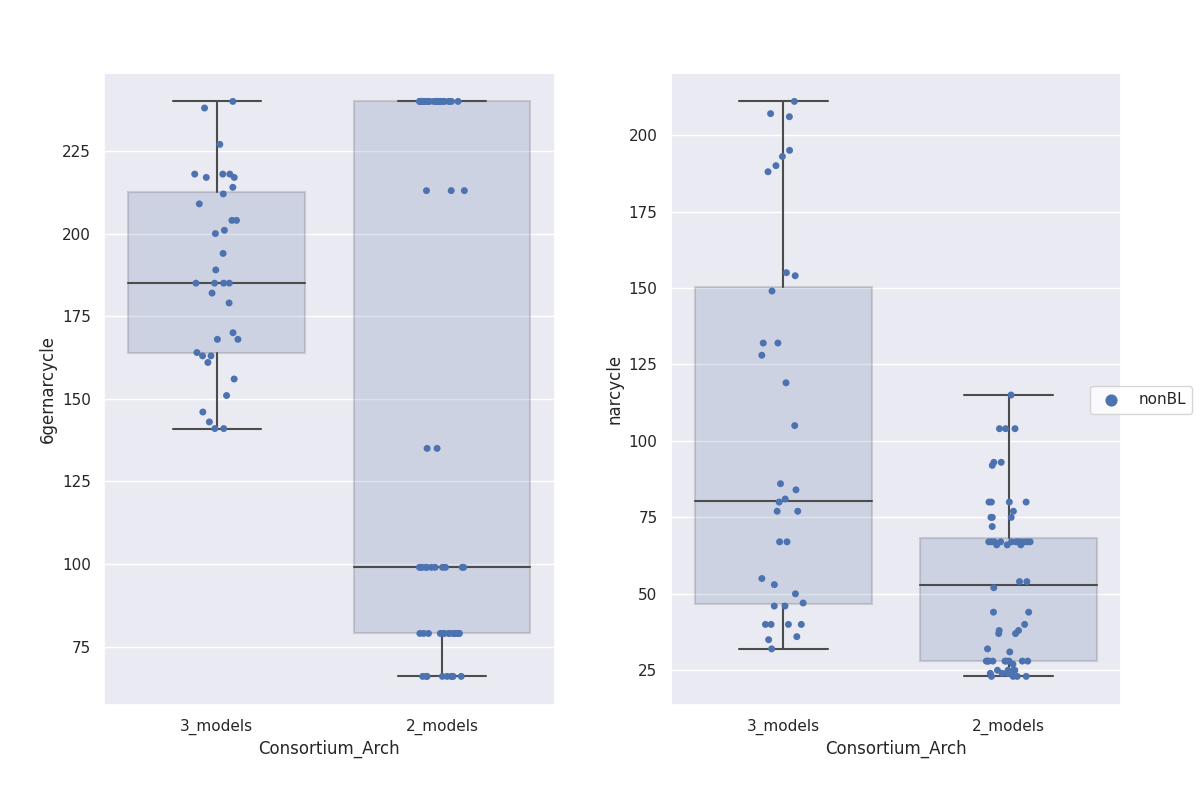 225
200
175
150
125
100
75
6gernarcycle
3_models
2_models
Consortium_Arch
200
175
150
125
100
75
50
25
narcycle
3_models
2_models
Consortium_Arch
nonBL